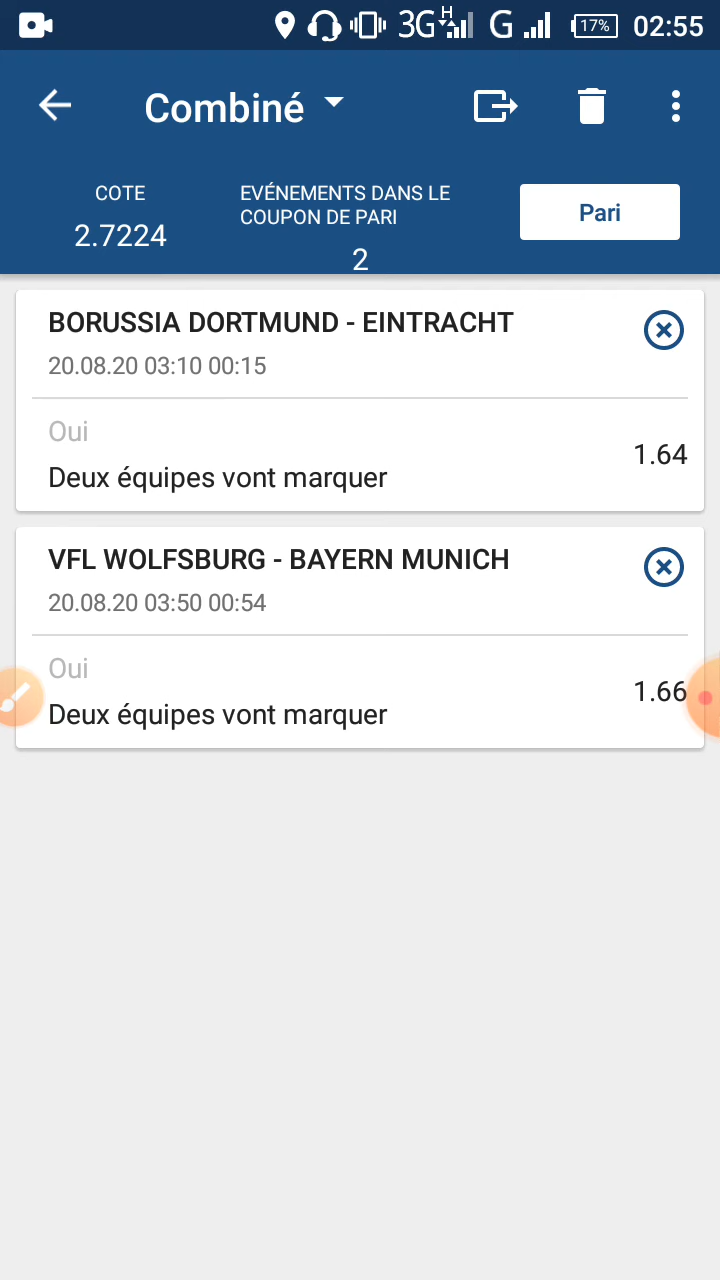 3G H G 17% 02:55
Combiné
COTE
2.7224
EVÉNEMENTS DANS LE
COUPON DE PARI
2
Pari
BORUSSIA DORTMUND - EINTRACHT
20.08.20 03:10 00:15
Oui
Deux équipes vont marquer
1.64
VFL WOLFSBURG - BAYERN MUNICH
20.08.20 03:50 00:54
Oui
Deux équipes vont marquer
1.66